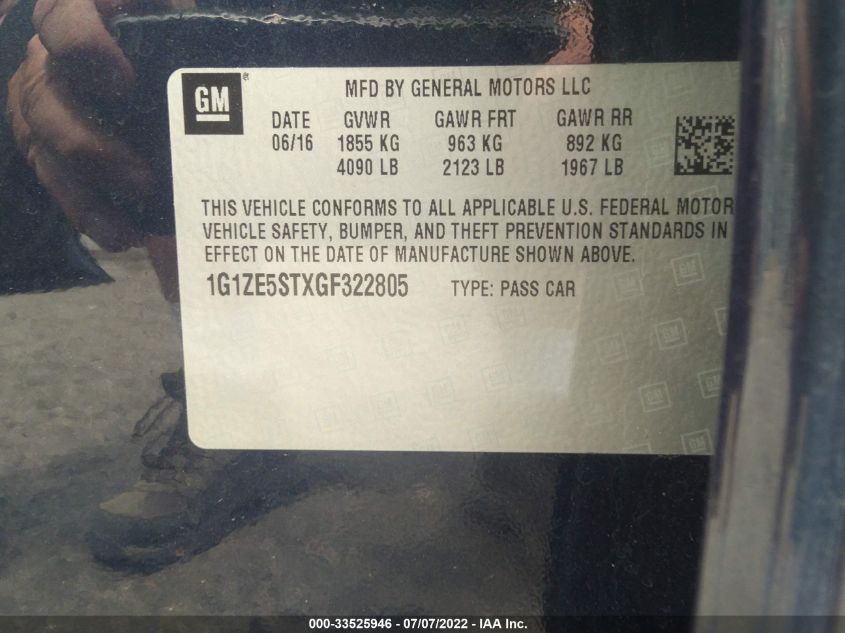 GM
MFD BY GENERAL MOTORS LLC
DATE GVWR GAWR FRT GAWR RR
06/16 1855 KG 963 KG 892 KG
4090 LB 2123 LB 1967 LB
THIS VEHICLE CONFORMS TO ALL APPLICABLE U.S. FEDERAL MOTOR
VEHICLE SAFETY, BUMPER, AND THEFT PREVENTION STANDARDS IN
EFFECT ON THE DATE OF MANUFACTURE SHOWN ABOVE.
1G1ZE5STXGF322805 TYPE: PASS CAR
000-33525946 - 07/07/2022 - IAA Inc.